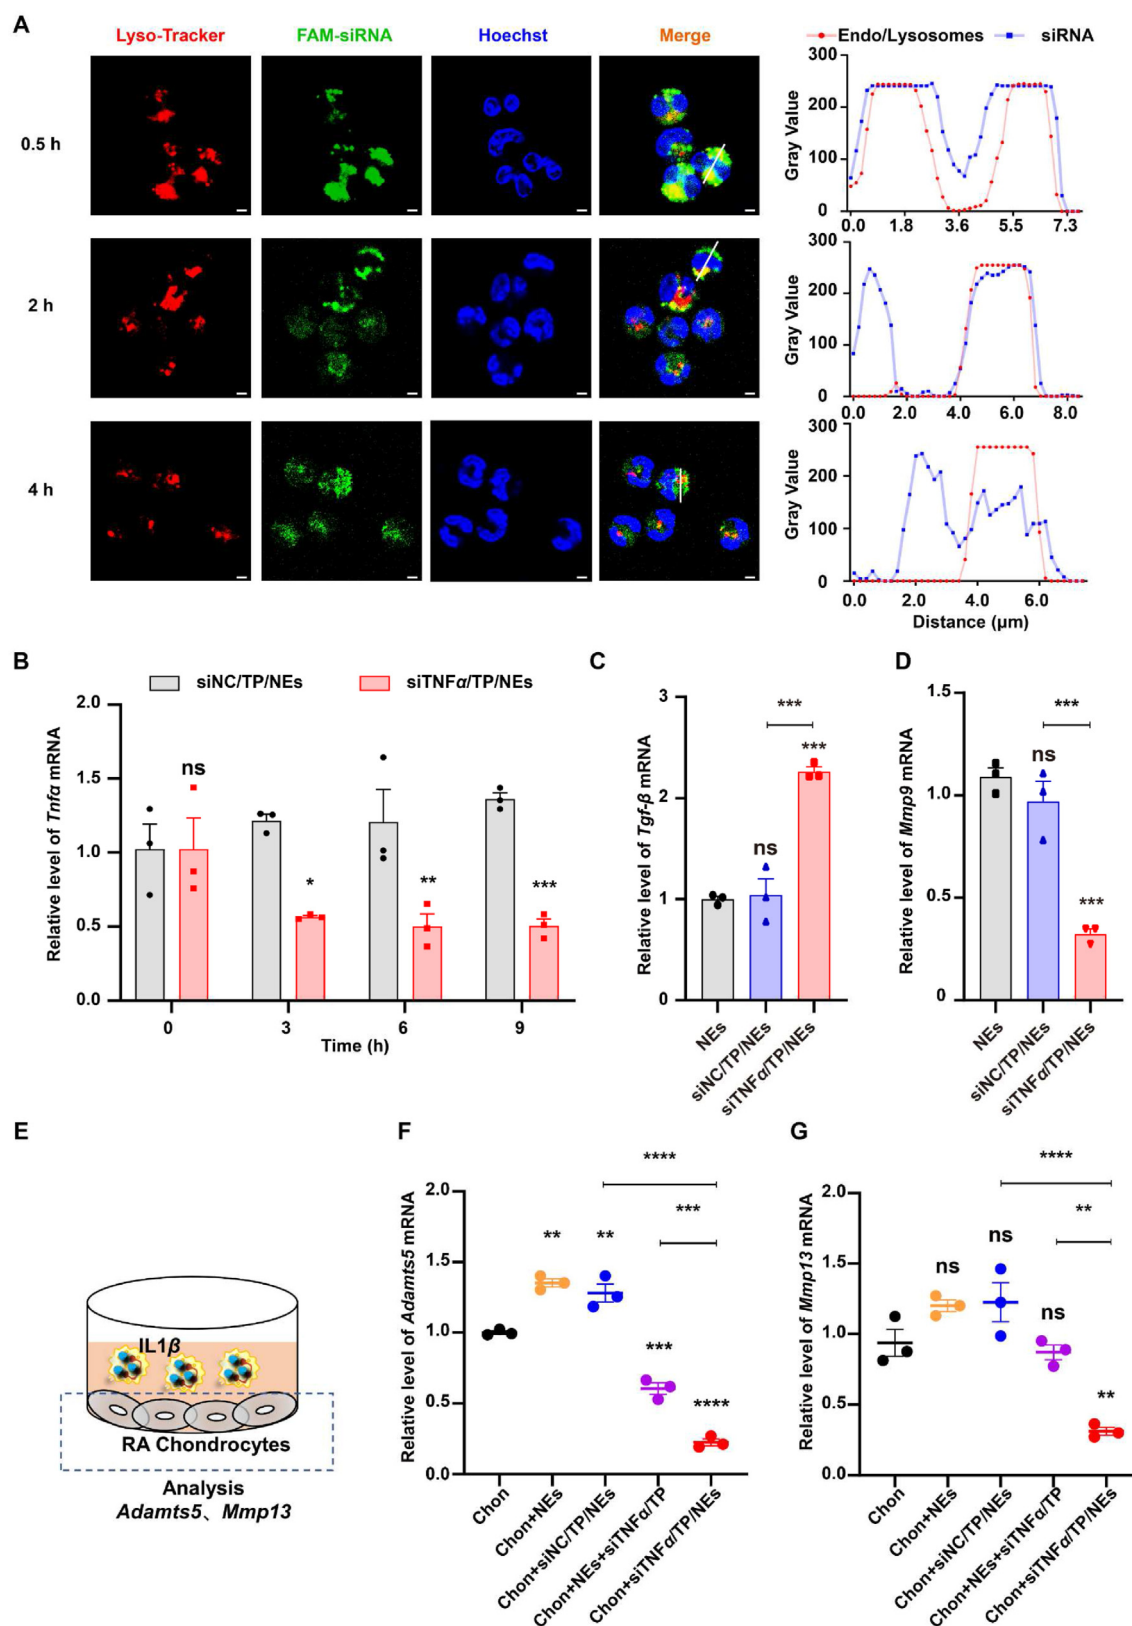 A
Lyso-Tracker FAM-siRNA Hoechst Merge
Endo/Lysosomes siRNA
0.5 h
Gray Value
300
200
100
0
0.0 1.8 3.6 5.5 7.3
2 h
Gray Value
300
200
100
0
0.0 2.0 4.0 6.0 8.0
4 h
Gray Value
300
200
100
0
0.0 2.0 4.0 6.0
Distance (μm)
B
siNC/TP/NEs siTNFα/TP/NEs
Relative level of Tnfα mRNA
2.0
1.5
1.0
0.5
0.0
ns
*
**
***
0 3 6 9
Time (h)
C
Relative level of Tgf-β mRNA
3
2
1
0
***
***
ns
NEs
siNC/TP/NEs
siTNFα/TP/NEs
D
Relative level of Mmp9 mRNA
1.5
1.0
0.5
0
***
ns
***
NEs
siNC/TP/NEs
siTNFα/TP/NEs
E
IL1β
RA Chondrocytes
Analysis
Adamts5、Mmp13
F
Relative level of Adamts5 mRNA
2.0
1.5
1.0
0.5
0.0
****
***
** **
***
****
Chon
Chon+NEs
Chon+siNC/TP/NEs
Chon+NEs+siTNFα/TP
Chon+siTNFα/TP/NEs
G
Relative level of Mmp13 mRNA
2.0
1.5
1.0
0.5
0.0
****
**
ns
ns
ns
**
Chon
Chon+NEs
Chon+siNC/TP/NEs
Chon+NEs+siTNFα/TP
Chon+siTNFα/TP/NEs